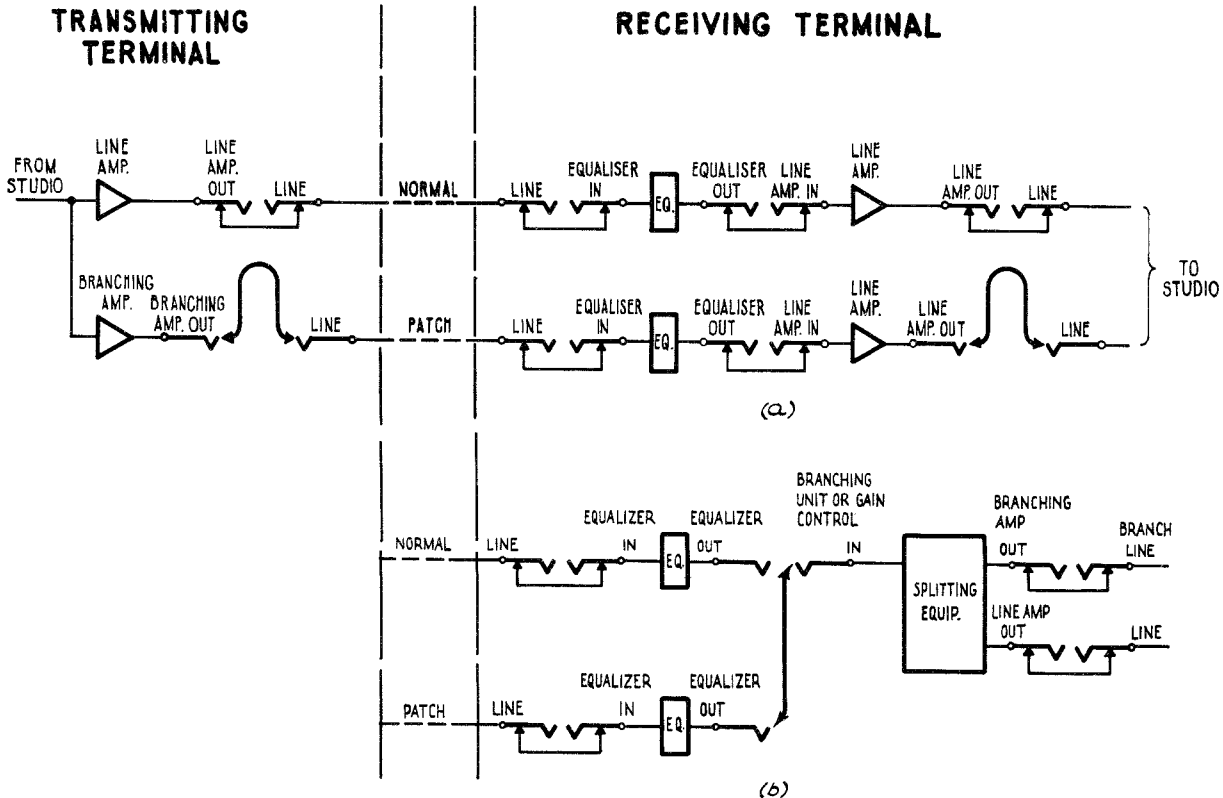 TRANSMITTING
TERMINAL
RECEIVING TERMINAL
FROM
STUDIO
LINE
AMP.
LINE
AMP.
OUT
LINE
NORMAL
LINE
EQUALISER
IN
EQ.
EQUALISER
OUT
LINE
AMP. IN
LINE
AMP.
LINE
AMP. OUT
LINE
BRANCHING
AMP.
BRANCHING
AMP. OUT
LINE
PATCH
LINE
EQUALISER
IN
EQ.
EQUALISER
OUT
LINE
AMP. IN
LINE
AMP.
LINE
AMP. OUT
LINE
TO
STUDIO
(a)
NORMAL
LINE
EQUALIZER
IN
EQ.
EQUALIZER
OUT
BRANCHING
UNIT OR GAIN
CONTROL
IN
SPLITTING
EQUIP.
BRANCHING
AMP
OUT
BRANCH
LINE
LINE AMP
OUT
LINE
PATCH
LINE
EQUALIZER
IN
EQ.
EQUALIZER
OUT
(b)